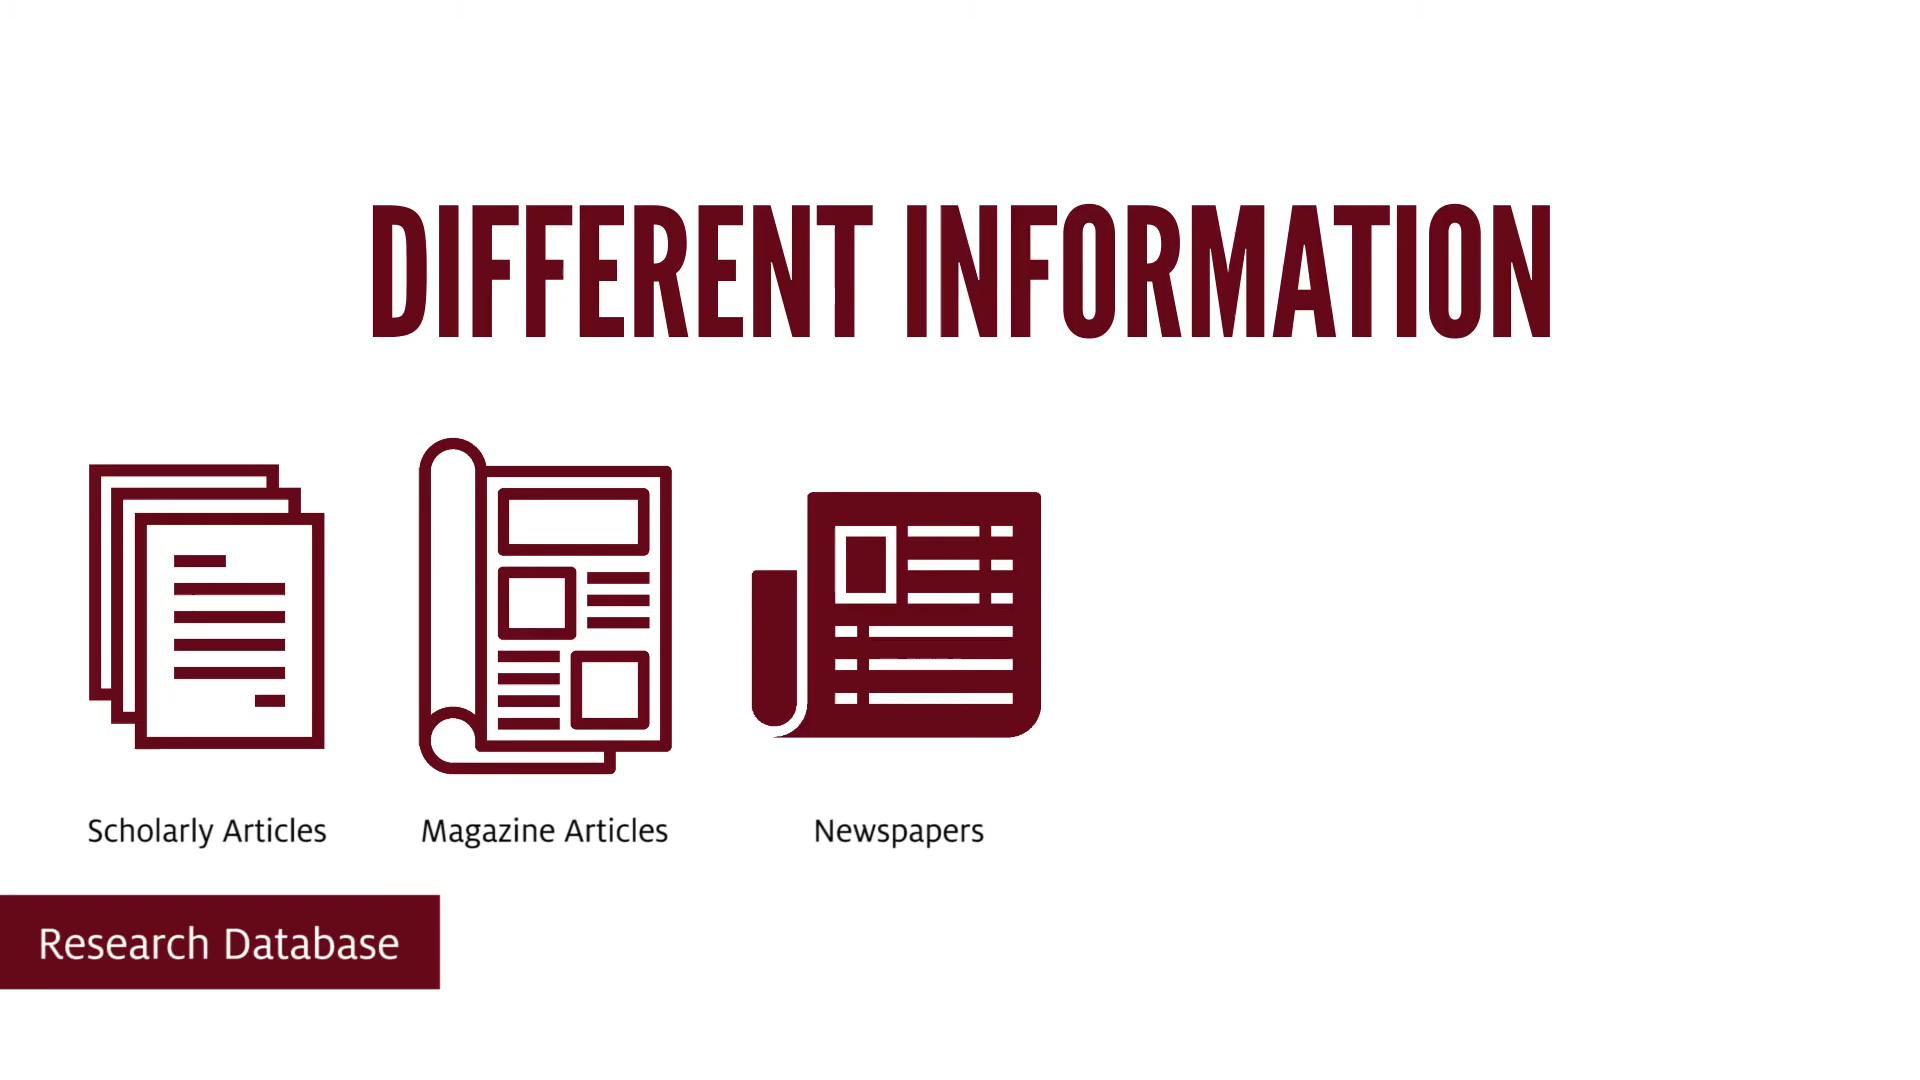 DIFFERENT INFORMATION
Scholarly Articles
Magazine Articles
Newspapers
Research Database